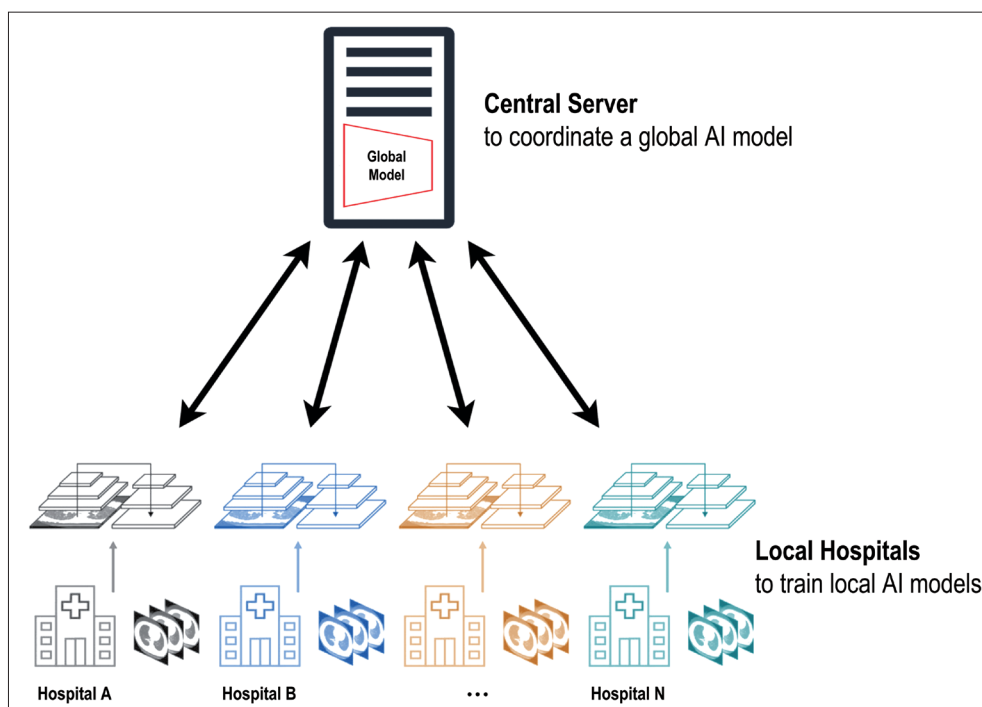 Global
Model
Central Server
to coordinate a global AI model
Local Hospitals
to train local AI models
Hospital A
Hospital B
...
Hospital N